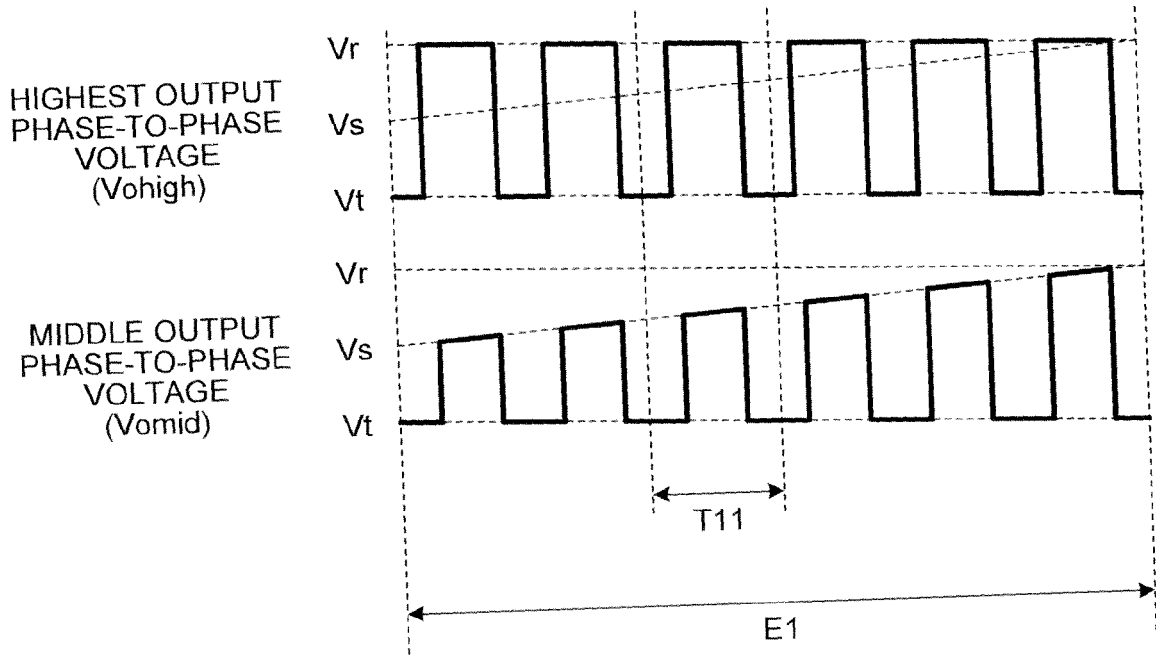 HIGHEST OUTPUT
PHASE-TO-PHASE
VOLTAGE
(Vohigh)
Vr
Vs
Vt
MIDDLE OUTPUT
PHASE-TO-PHASE
VOLTAGE
(Vomid)
Vr
Vs
Vt
T11
E1